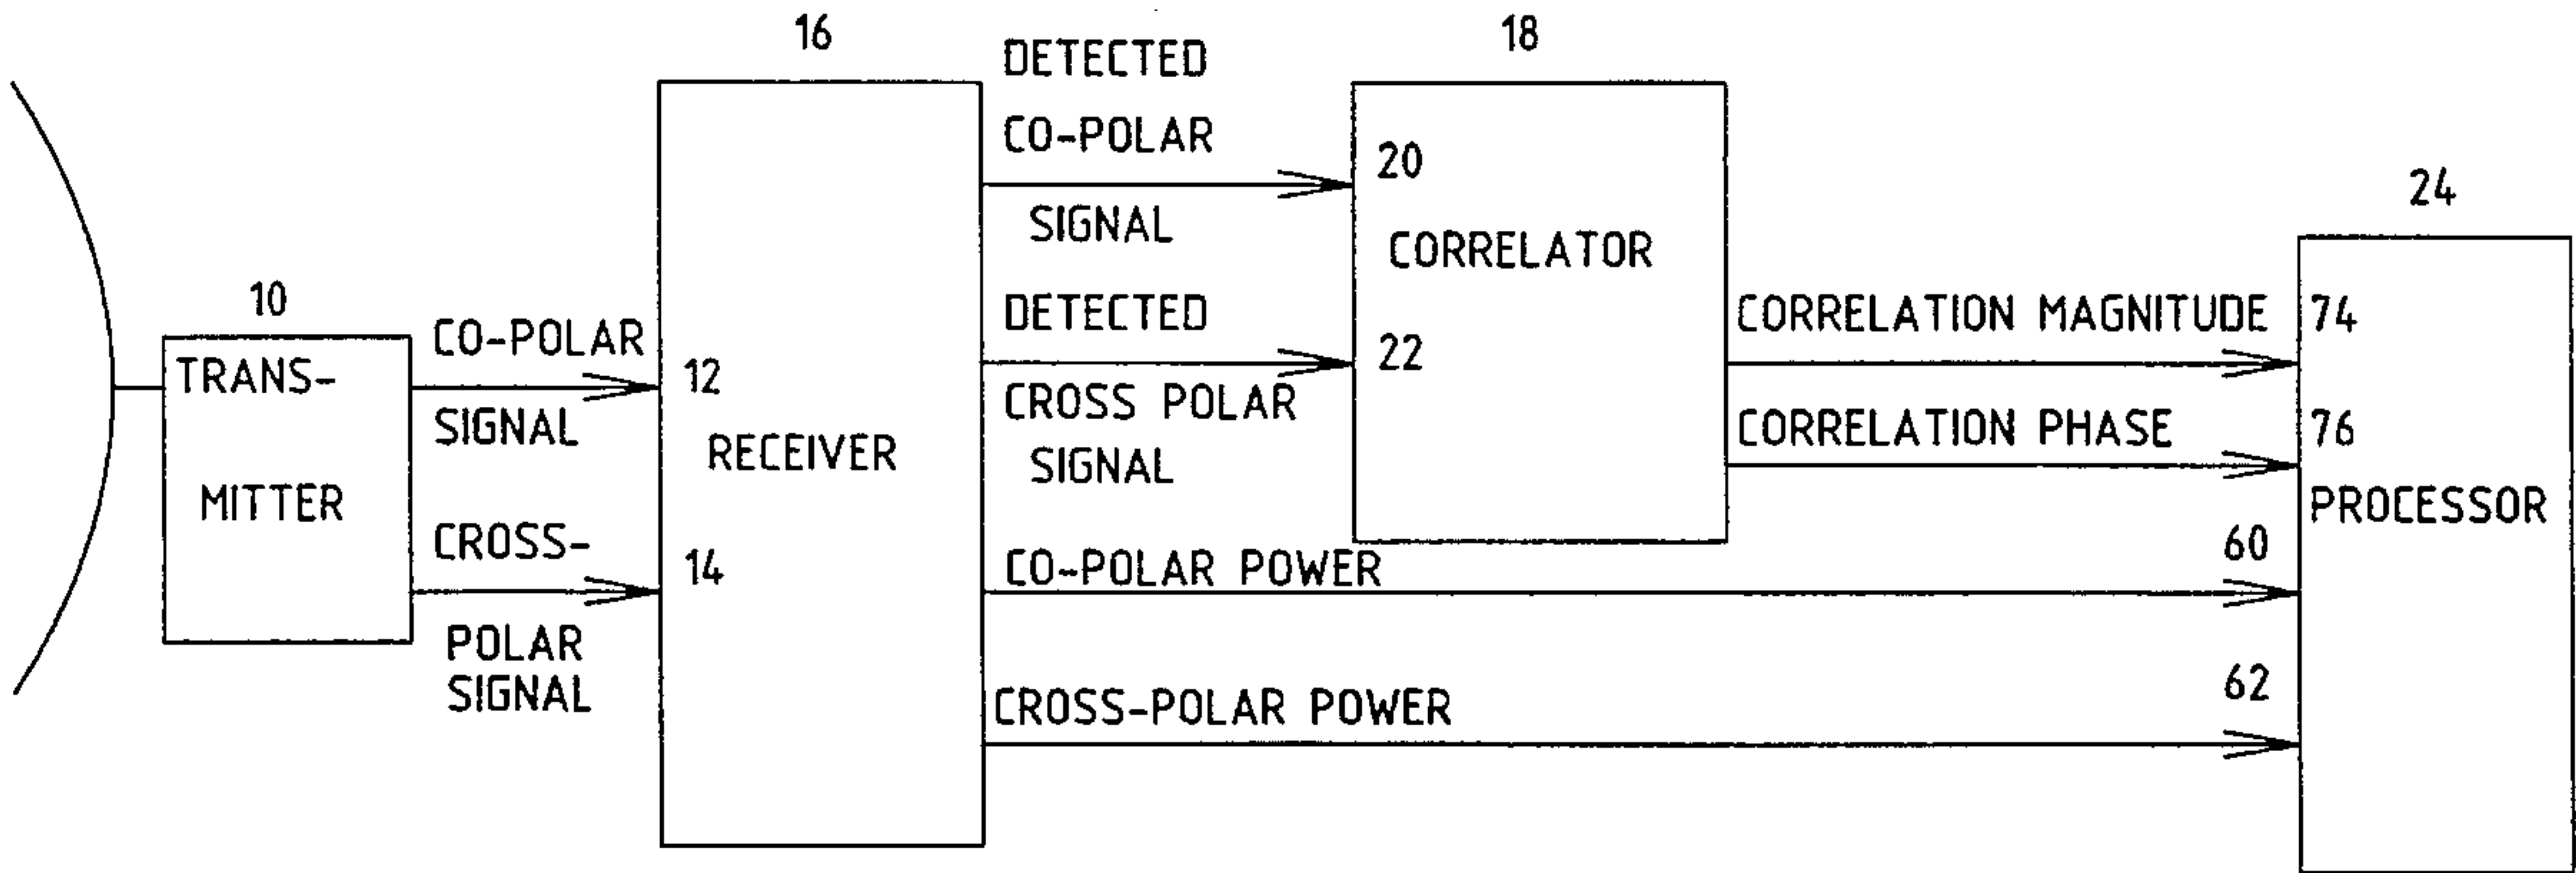 10
TRANS-
MITTER
CO-POLAR
SIGNAL
CROSS-
POLAR
SIGNAL
16
12
RECEIVER
14
DETECTED
CO-POLAR
SIGNAL
DETECTED
CROSS POLAR
SIGNAL
CO-POLAR POWER
CROSS-POLAR POWER
18
20
CORRELATOR
22
CORRELATION MAGNITUDE
CORRELATION PHASE
60
62
24
74
76
PROCESSOR